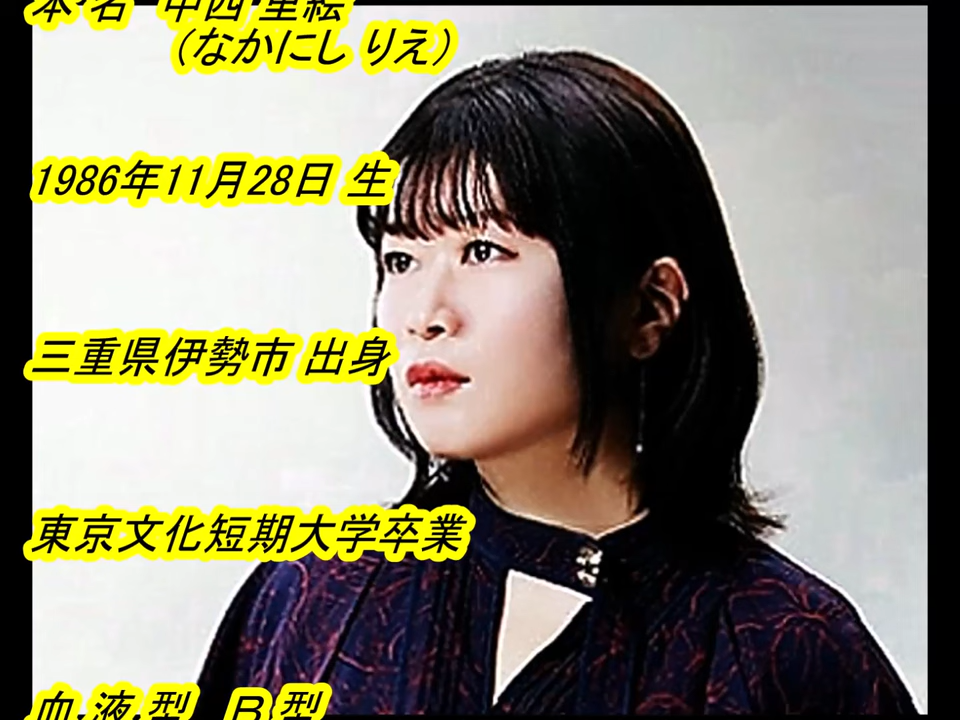 本名 中西 里絵
(なかにし りえ)
1986年11月28日 生
三重県伊勢市 出身
東京文化短期大学卒業
血液型 B型